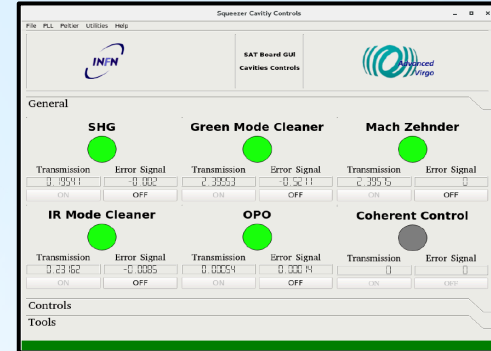 Squeezer Cavitiy Controls
File PLL Peltier Utilities Help
INFN
SAT Board GUI
Cavities Controls
Advanced
Virgo
General
SHG
Green Mode Cleaner
Mach Zehnder
Transmission Error Signal Transmission Error Signal Transmission Error Signal
0.19541 -0.002 2.39553 -0.5211 2.39515 0
ON OFF ON OFF ON OFF
IR Mode Cleaner
OPO
Coherent Control
Transmission Error Signal Transmission Error Signal Transmission Error Signal
0.23162 -0.0085 0.00054 0.00014 0 0
ON OFF ON OFF ON OFF
Controls
Tools